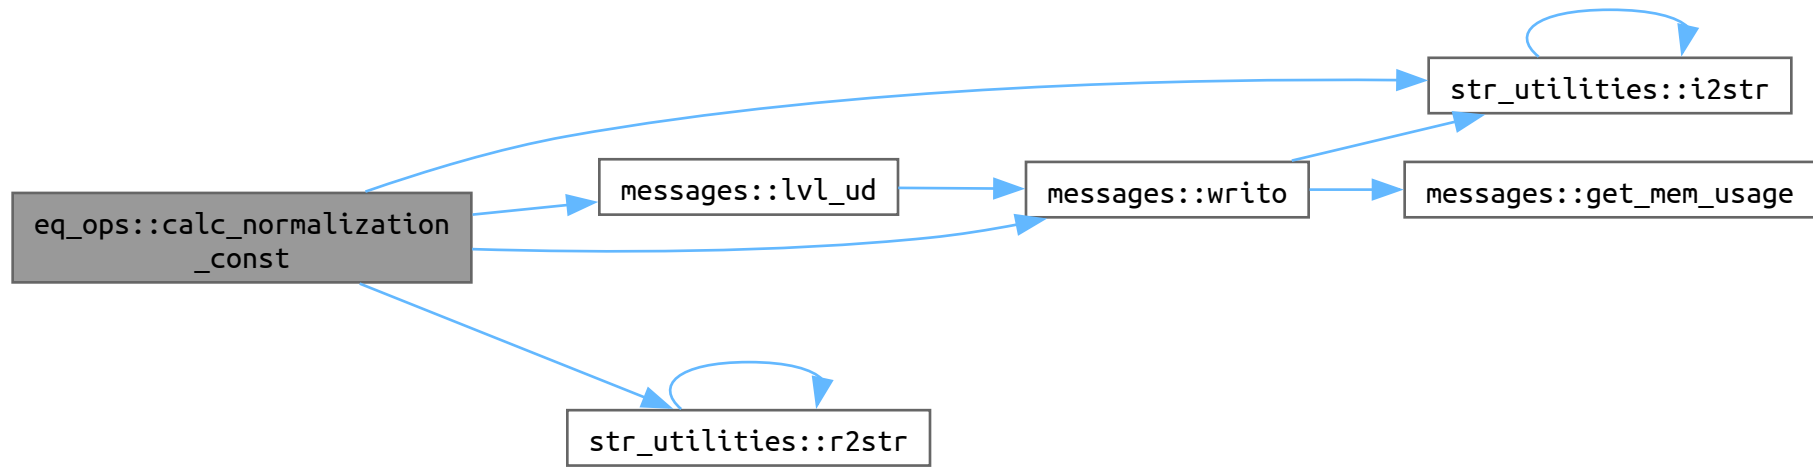 eq_ops::calc_normalization
_const
messages::lvl_ud
messages::writo
str_utilities::i2str
messages::get_mem_usage
str_utilities::r2str